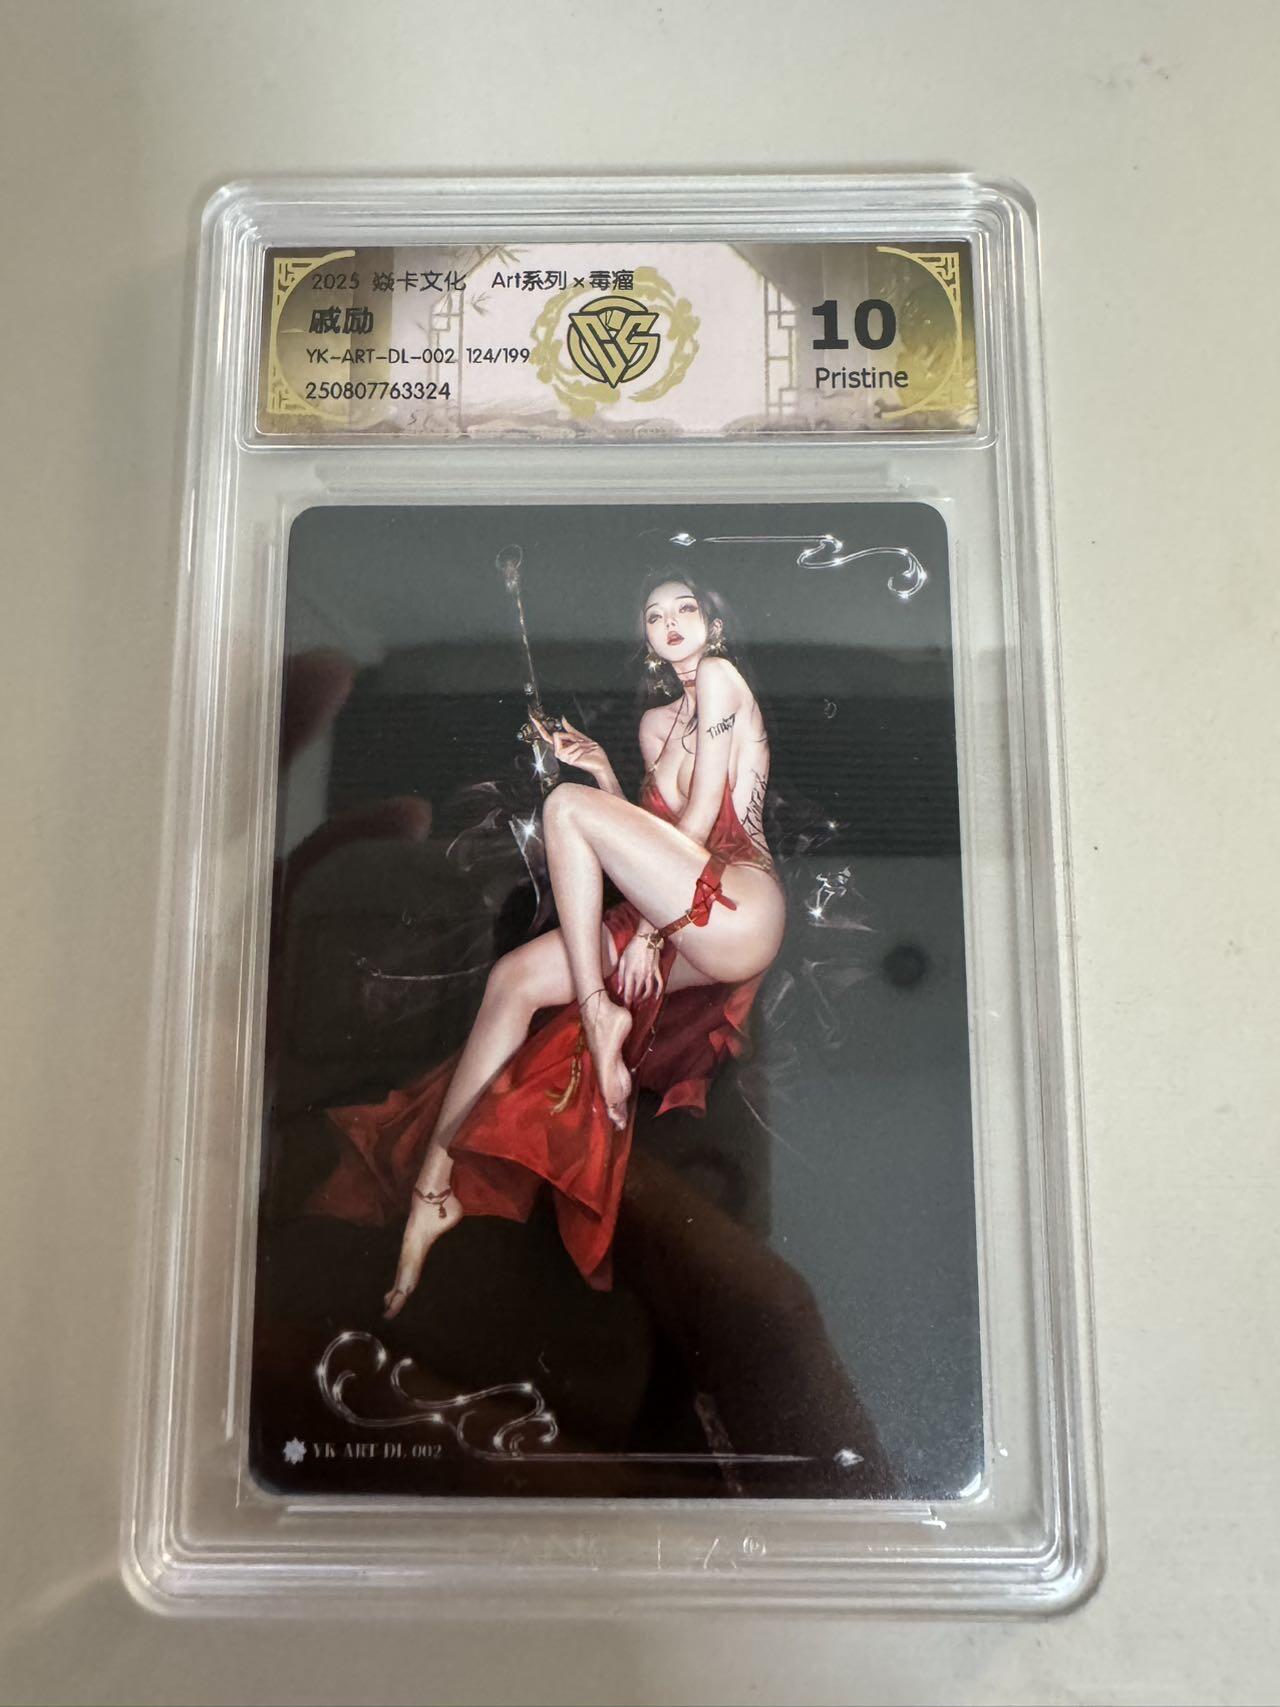 2025 焱卡文化 Art系列×毒瘤
戚励
YK-ART-DL-002 124/199
250807763324
10
Pristine
YK ART DL 002